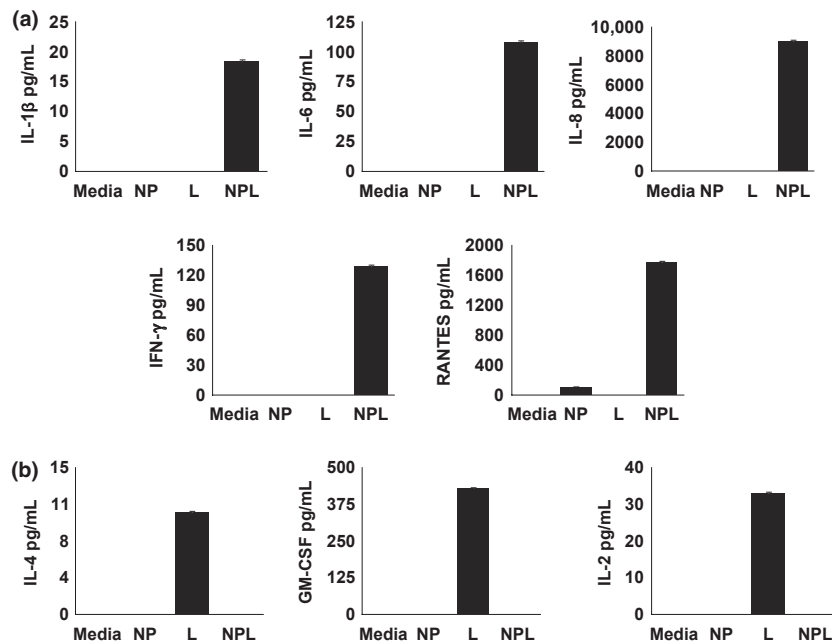 (a)
IL-1β pg/mL
25
20
15
10
5
0
Media NP L NPL
IL-6 pg/mL
125
100
75
50
25
0
Media NP L NPL
IL-8 pg/mL
10,000
8000
6000
4000
2000
0
Media NP L NPL
IFN-γ pg/mL
150
120
90
60
30
0
Media NP L NPL
RANTES pg/mL
2000
1600
1200
800
400
0
Media NP L NPL
(b)
IL-4 pg/mL
15
11
8
4
0
Media NP L NPL
GM-CSF pg/mL
500
375
250
125
0
Media NP L NPL
IL-2 pg/mL
40
30
20
10
0
Media NP L NPL